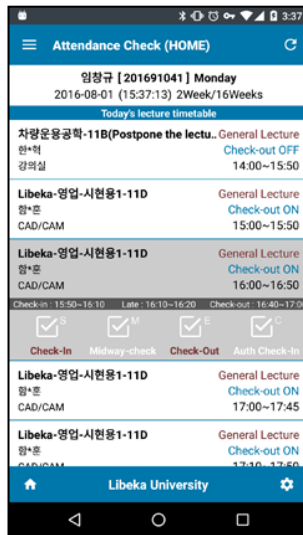 3:37
Attendance Check (HOME)
임창규 [ 201691041 ] Monday
2016-08-01 (15:37:13) 2Week/16Weeks
Today's lecture timetable
차량운용공학-11B(Postpone the lectu.. General Lecture
한*혁 Check-out OFF
강의실 14:00~15:50
Libeka-영업-시현용1-11D General Lecture
함*훈 Check-out ON
CAD/CAM 15:00~15:50
Libeka-영업-시현용1-11D General Lecture
함*훈 Check-out ON
CAD/CAM 16:00~16:50
Check-in : 15:50~16:10 Late : 16:10~16:20 Check-out : 16:40~17:0
S M E C
Check-In Midway-check Check-Out Auth Check-In
Libeka-영업-시현용1-11D General Lecture
함*훈 Check-out ON
CAD/CAM 17:00~17:45
Libeka-영업-시현용1-11D General Lecture
함*훈 Check-out ON
CAD/CAM 17:10~17:50
Libeka University